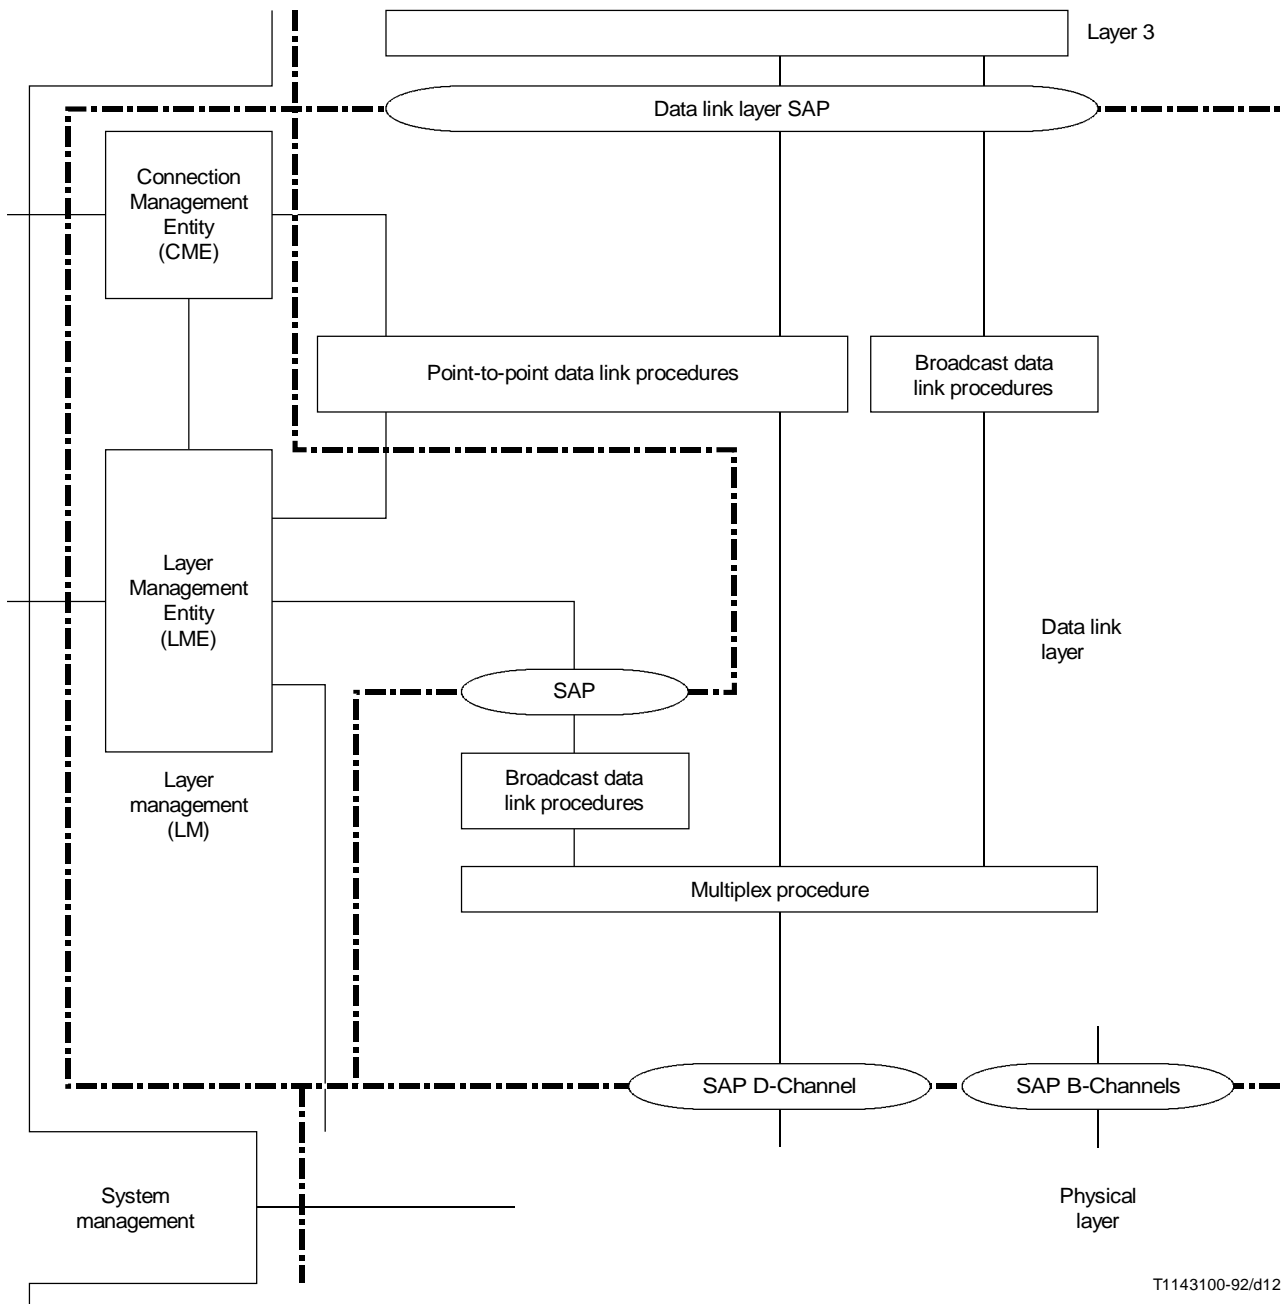 Layer 3
Data link layer SAP
Connection
Management
Entity
(CME)
Point-to-point data link procedures
Broadcast data
link procedures
Layer
Management
Entity
(LME)
Data link
layer
SAP
Layer
management
(LM)
Broadcast data
link procedures
Multiplex procedure
SAP D-Channel
SAP B-Channels
System
management
Physical
layer
T1143100-92/d12